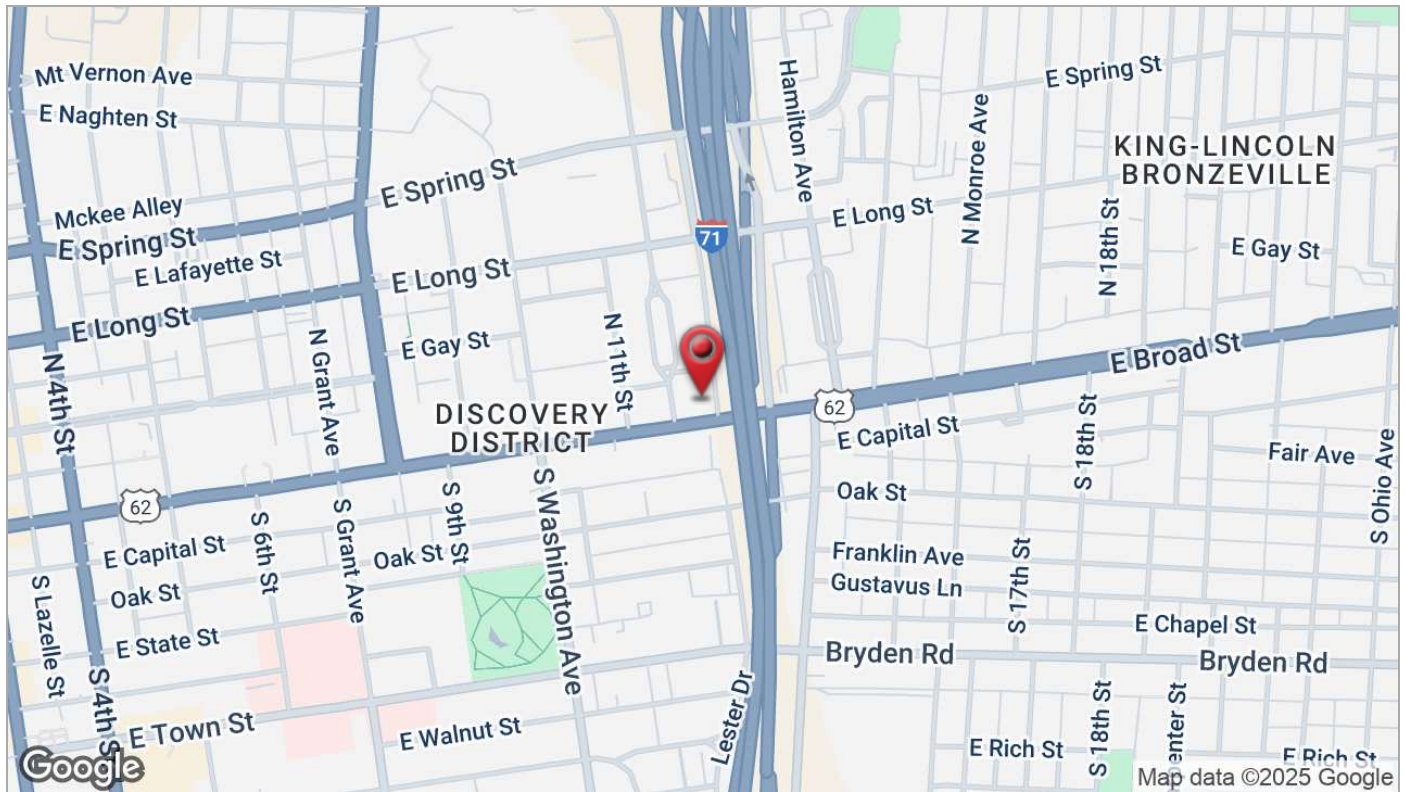 Mt Vernon Ave
E Naghten St
Hamilton Ave
E Spring St
N Monroe Ave
KING-LINCOLN
BRONZEVILLE
E Spring St
Mckee Alley
E Spring St
E Long St
N 18th St
E Gay St
71
E Lafayette St
E Long St
E Long St
N Grant Ave
E Gay St
N 11th St
E Broad St
N 4th St
DISCOVERY
DISTRICT
62
E Capital St
S 18th St
Fair Ave
S Ohio Ave
62
S 6th St
S Grant Ave
S 9th St
S Washington Ave
Oak St
E Capital St
Oak St
Franklin Ave
S 17th St
S Lazelle St
Oak St
Gustavus Ln
E Chapel St
E State St
Bryden Rd
Bryden Rd
S 4th St
E Town St
E Walnut St
Lester Dr
S 18th St
E Rich St
E Rich St
Google
Map data ©2025 Google